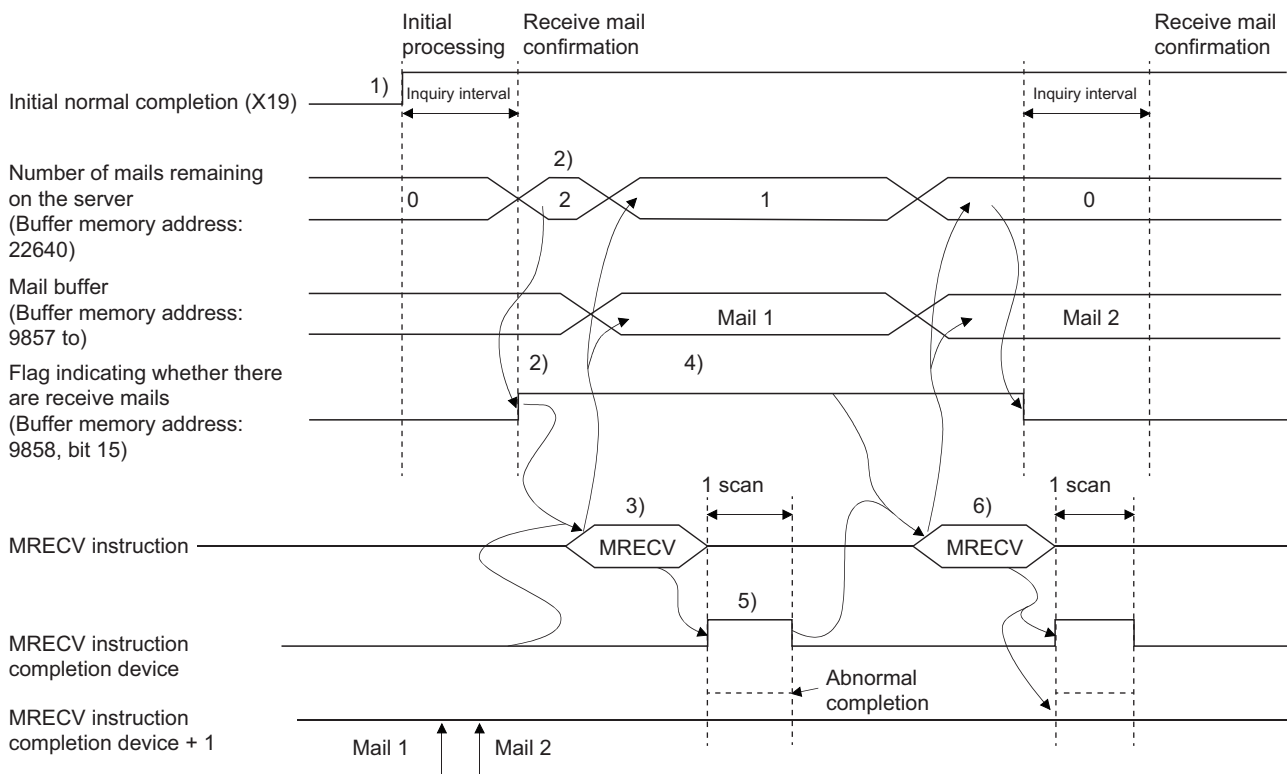 Initial
processing
Receive mail
confirmation
Receive mail
confirmation
1)
Initial normal completion (X19)
Inquiry interval
Inquiry interval
Number of mails remaining
on the server
(Buffer memory address:
22640)
2)
0
2
1
0
Mail buffer
(Buffer memory address:
9857 to)
Mail 1
Mail 2
Flag indicating whether there
are receive mails
(Buffer memory address:
9858, bit 15)
2)
4)
1 scan
1 scan
3)
6)
MRECV instruction
MRECV
MRECV
5)
MRECV instruction
completion device
Abnormal
completion
MRECV instruction
completion device + 1
Mail 1
Mail 2